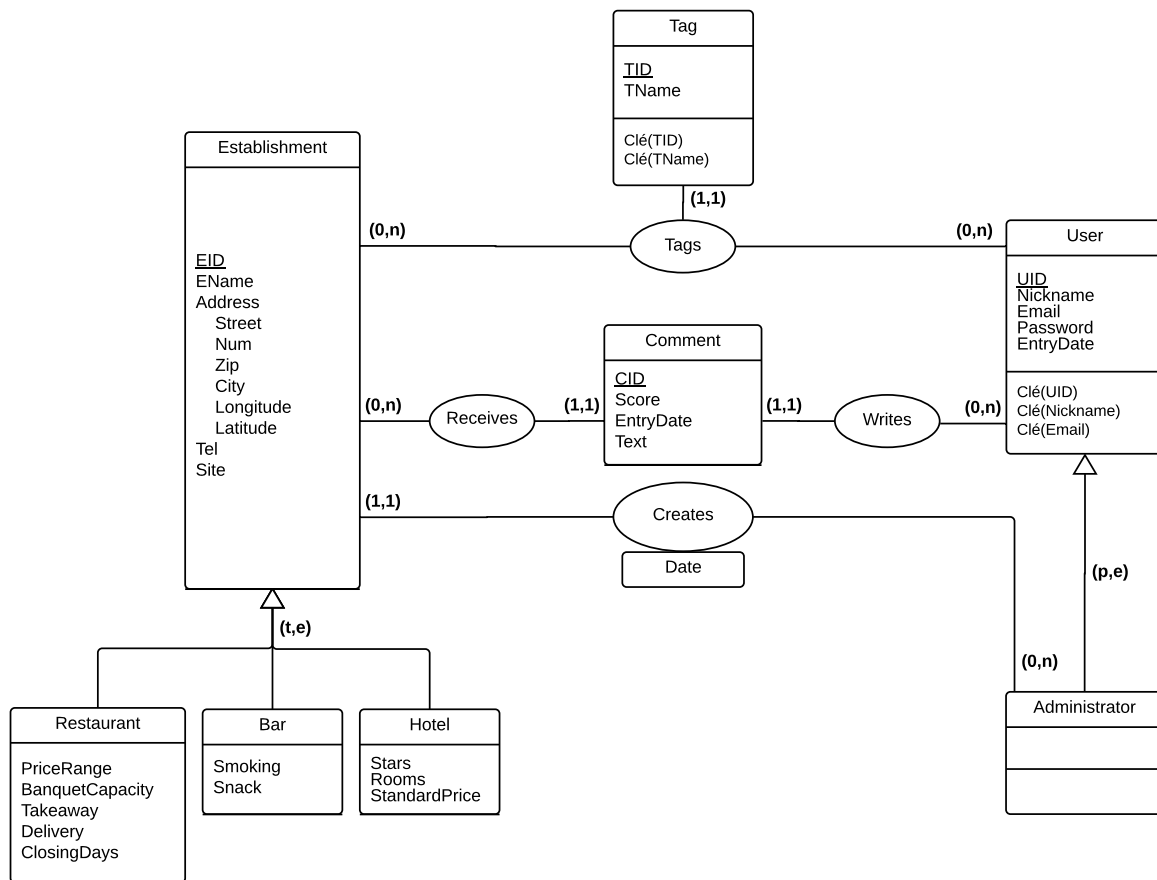 Tag
TID
TName
Clé(TID)
Clé(TName)
(1,1)
Establishment
EID
EName
Address
Street
Num
Zip
City
Longitude
Latitude
Tel
Site
(0,n)
Tags
(0,n)
User
UID
Nickname
Email
Password
EntryDate
Clé(UID)
Clé(Nickname)
Clé(Email)
Comment
CID
Score
EntryDate
Text
(0,n)
Receives
(1,1)
(1,1)
Writes
(0,n)
(1,1)
Creates
Date
(0,n)
(p,e)
(t,e)
Restaurant
PriceRange
BanquetCapacity
Takeaway
Delivery
ClosingDays
Bar
Smoking
Snack
Hotel
Stars
Rooms
StandardPrice
Administrator